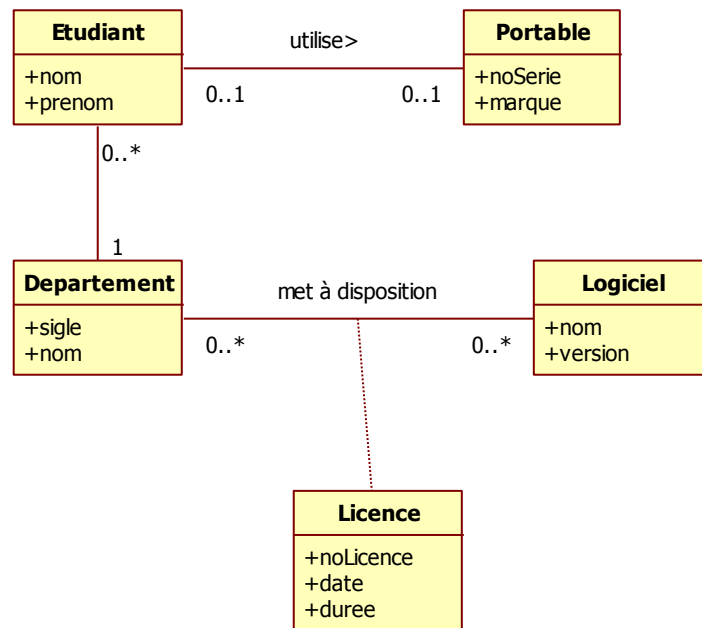 Etudiant
+nom
+prenom
utilise>
0..1
0..1
Portable
+noSerie
+marque
0..*
1
Departement
+sigle
+nom
met à disposition
0..*
0..*
Logiciel
+nom
+version
Licence
+noLicence
+date
+duree